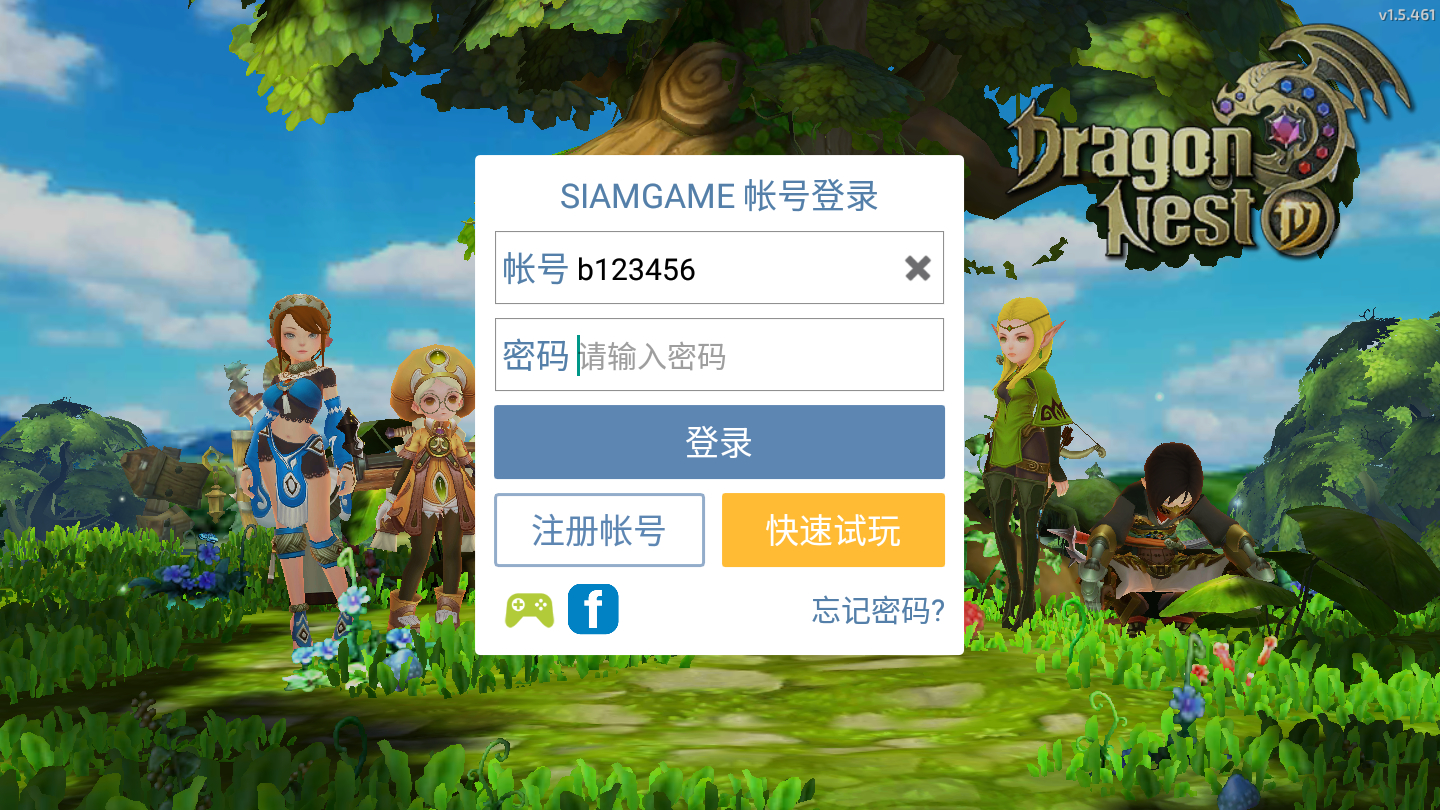 v1.5.461
Dragon
Nest M
SIAMGAME 帐号登录
帐号 b123456
密码 请输入密码
登录
注册帐号 快速试玩
f 忘记密码?